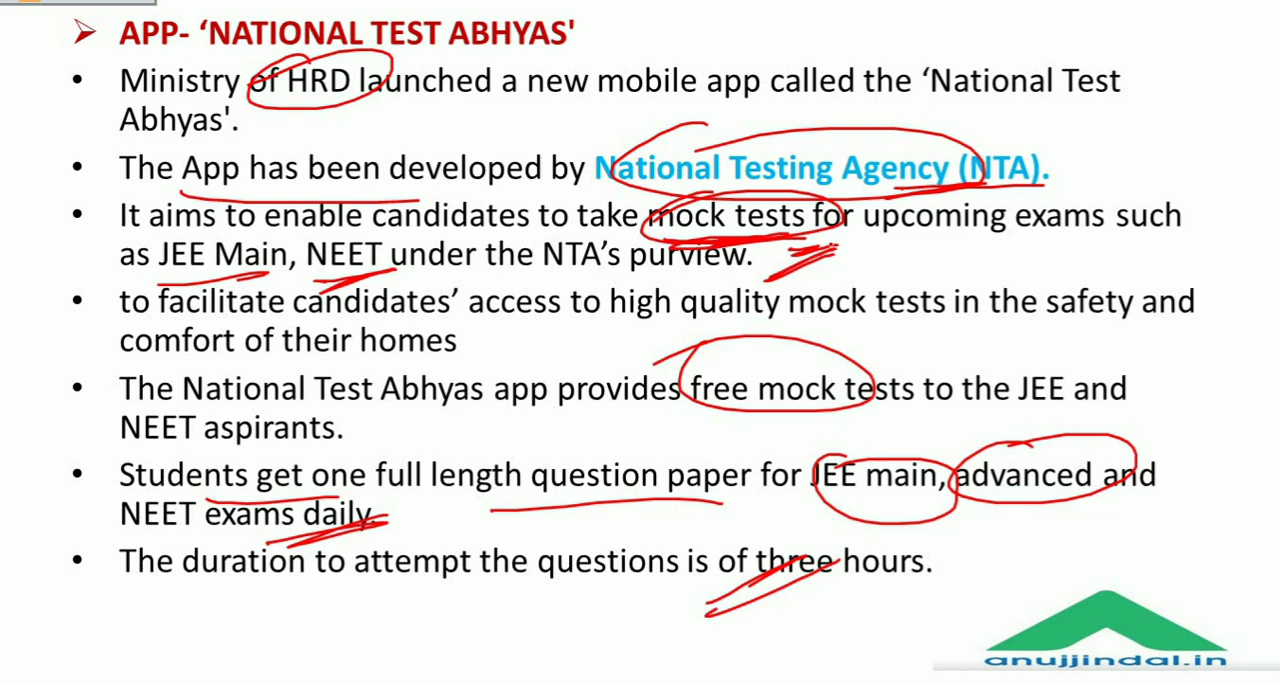 ➢ APP- ‘NATIONAL TEST ABHYAS'
• Ministry of HRD launched a new mobile app called the ‘National Test
Abhyas'.
• The App has been developed by National Testing Agency (NTA).
• It aims to enable candidates to take mock tests for upcoming exams such
as JEE Main, NEET under the NTA’s purview.
• to facilitate candidates’ access to high quality mock tests in the safety and
comfort of their homes
• The National Test Abhyas app provides free mock tests to the JEE and
NEET aspirants.
• Students get one full length question paper for JEE main, advanced and
NEET exams daily.
• The duration to attempt the questions is of three hours.
anujjindal.in